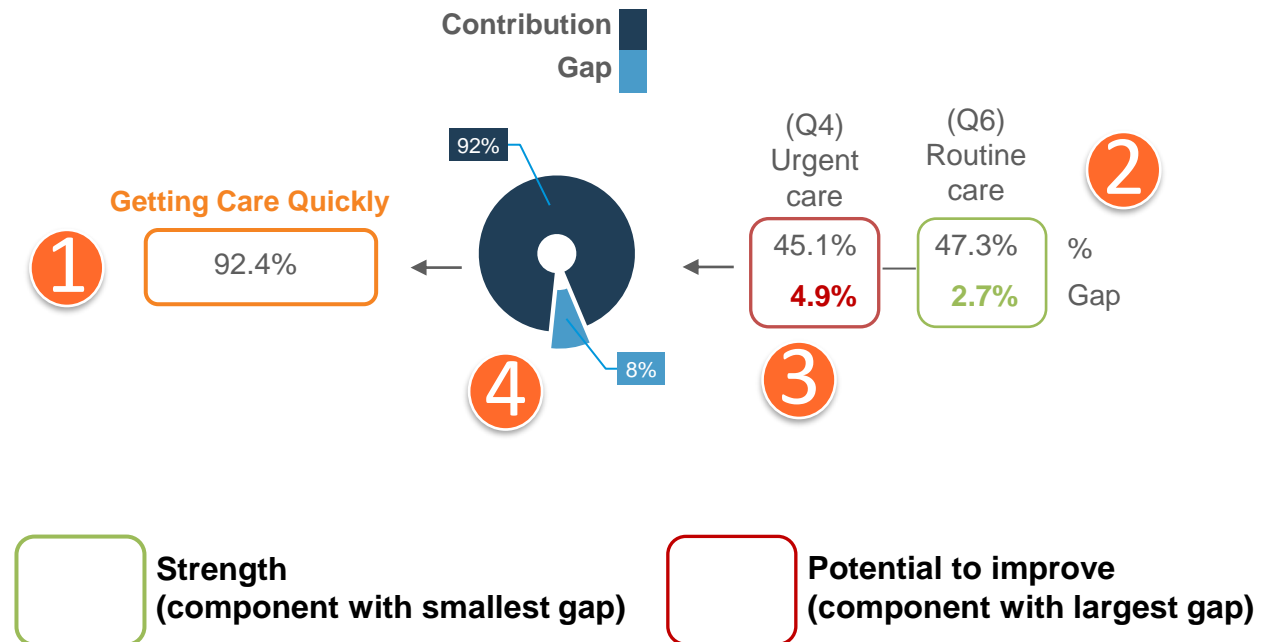 Contribution
Gap
92%
(Q4)
Urgent
care
(Q6)
Routine
care
2
Getting Care Quickly
1
92.4%
45.1%
47.3%
%
4.9%
2.7%
Gap
4
8%
3
Strength
(component with smallest gap)
Potential to improve
(component with largest gap)